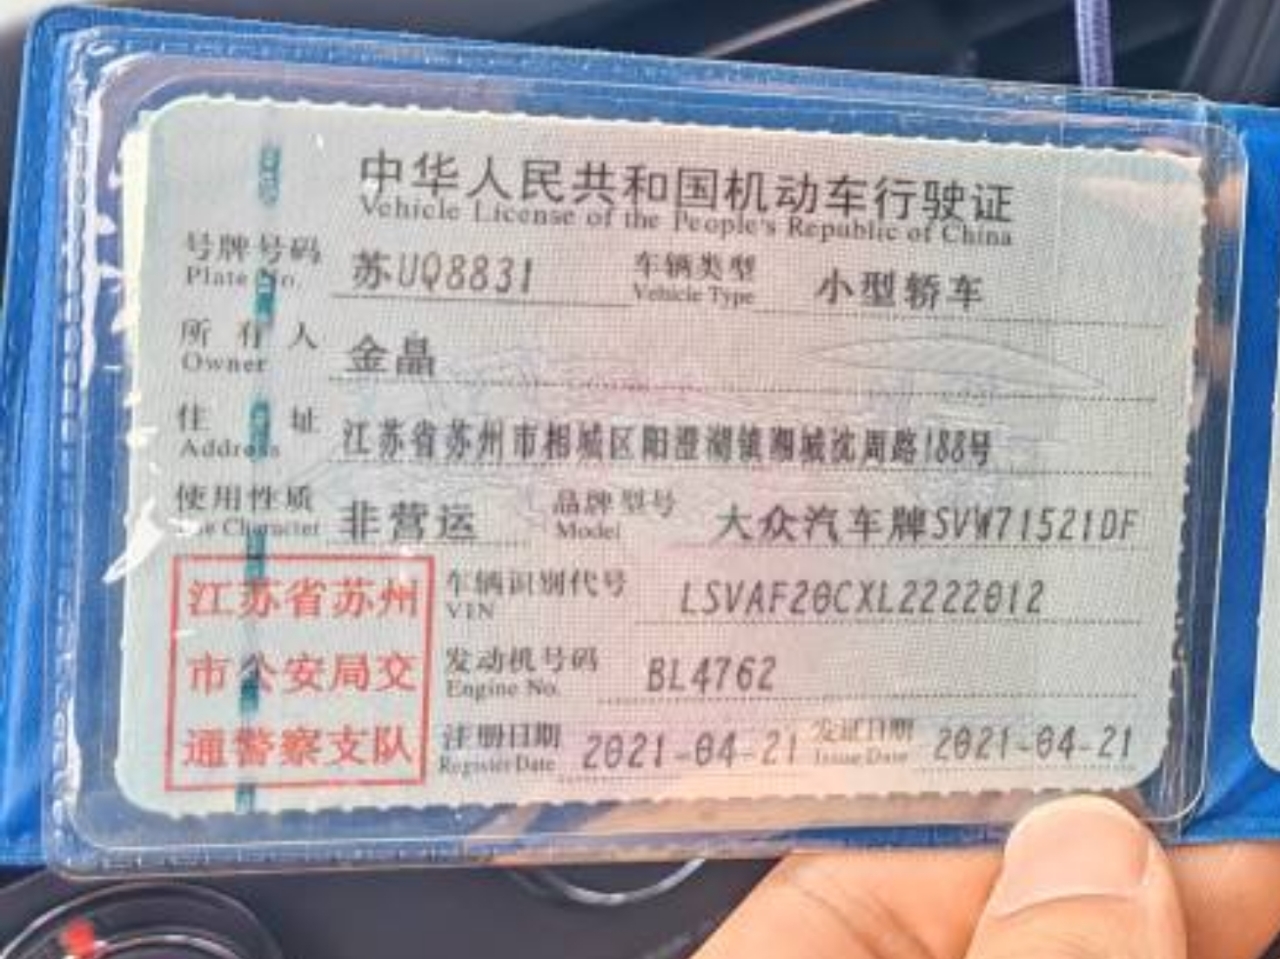 中华人民共和国机动车行驶证
Vehicle License of the People's Republic of China
号牌号码 苏UQ8831 车辆类型 小型轿车
Plate No. Vehicle Type
所有人 金晶
Owner
住址 江苏省苏州市相城区阳澄湖镇湘城沈周路188号
Address
使用性质 非营运 品牌型号 大众汽车牌SVW71521DF
Use Character Model
江苏省苏州 车辆识别代号 LSVAF20CXL2222012
VIN
市公安局交 发动机号码 BL4762
Engine No.
通警察支队 注册日期 2021-04-21 发证日期 2021-04-21
Register Date Issue Date